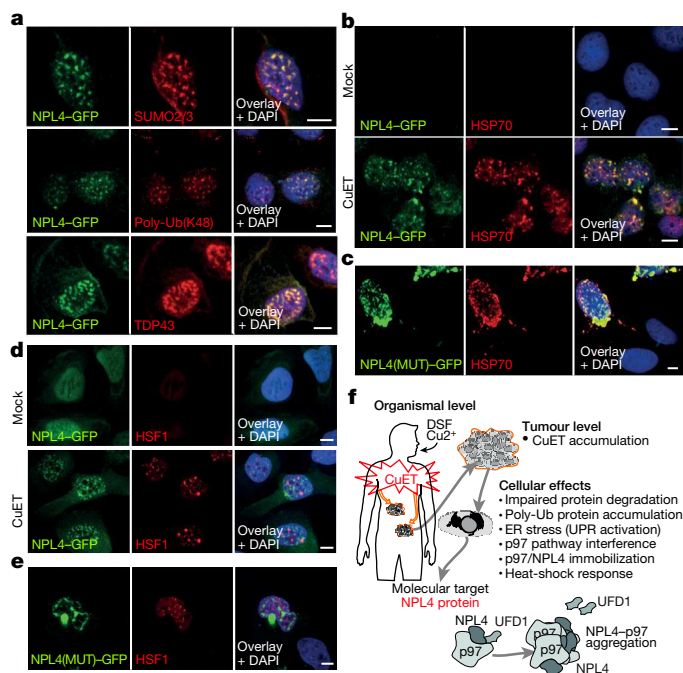 a
NPL4–GFP
SUMO2/3
Overlay
+ DAPI
NPL4–GFP
Poly-Ub(K48)
Overlay
+ DAPI
NPL4–GFP
TDP43
Overlay
+ DAPI
b
Mock
NPL4–GFP
HSP70
Overlay
+ DAPI
CuET
NPL4–GFP
HSP70
Overlay
+ DAPI
c
NPL4(MUT)–GFP
HSP70
Overlay
+ DAPI
d
Mock
NPL4–GFP
HSF1
Overlay
+ DAPI
CuET
NPL4–GFP
HSF1
Overlay
+ DAPI
e
NPL4(MUT)–GFP
HSF1
Overlay
+ DAPI
f
Organismal level
DSF
Cu2+
CuET
Tumour level
• CuET accumulation
Cellular effects
• Impaired protein degradation
• Poly-Ub protein accumulation
• ER stress (UPR activation)
• p97 pathway interference
• p97/NPL4 immobilization
• Heat-shock response
Molecular target
NPL4 protein
NPL4
UFD1
p97
UFD1
p97
p97
NPL4–p97
aggregation
NPL4